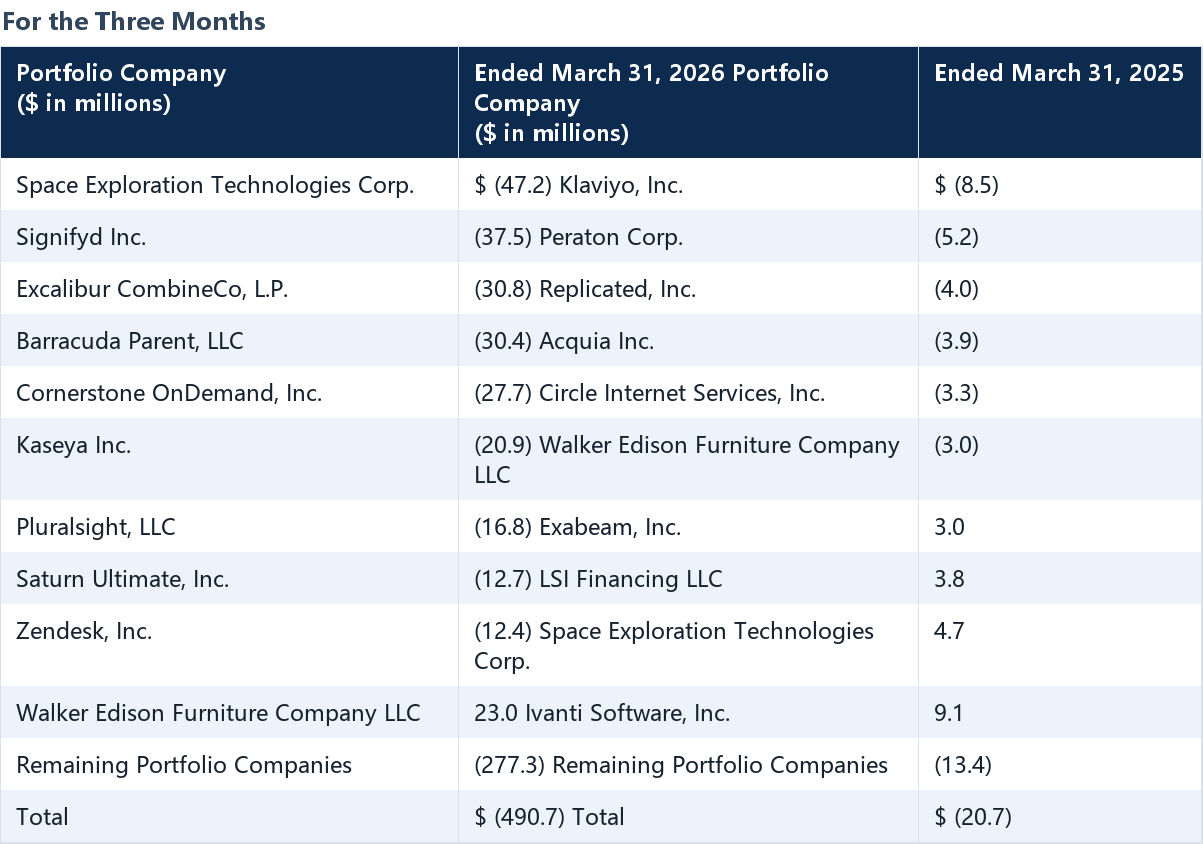 For the Three Months
Portfolio Company
($ in millions)
Ended March 31, 2026 Portfolio
Company
($ in millions)
Ended March 31, 2025
Space Exploration Technologies Corp.
$ (47.2) Klaviyo, Inc.
$ (8.5)
Signifyd Inc.
(37.5) Peraton Corp.
(5.2)
Excalibur CombineCo, L.P.
(30.8) Replicated, Inc.
(4.0)
Barracuda Parent, LLC
(30.4) Acquia Inc.
(3.9)
Cornerstone OnDemand, Inc.
(27.7) Circle Internet Services, Inc.
(3.3)
Kaseya Inc.
(20.9) Walker Edison Furniture Company
LLC
(3.0)
Pluralsight, LLC
(16.8) Exabeam, Inc.
3.0
Saturn Ultimate, Inc.
(12.7) LSI Financing LLC
3.8
Zendesk, Inc.
(12.4) Space Exploration Technologies
Corp.
4.7
Walker Edison Furniture Company LLC
23.0 Ivanti Software, Inc.
9.1
Remaining Portfolio Companies
(277.3) Remaining Portfolio Companies
(13.4)
Total
$ (490.7) Total
$ (20.7)